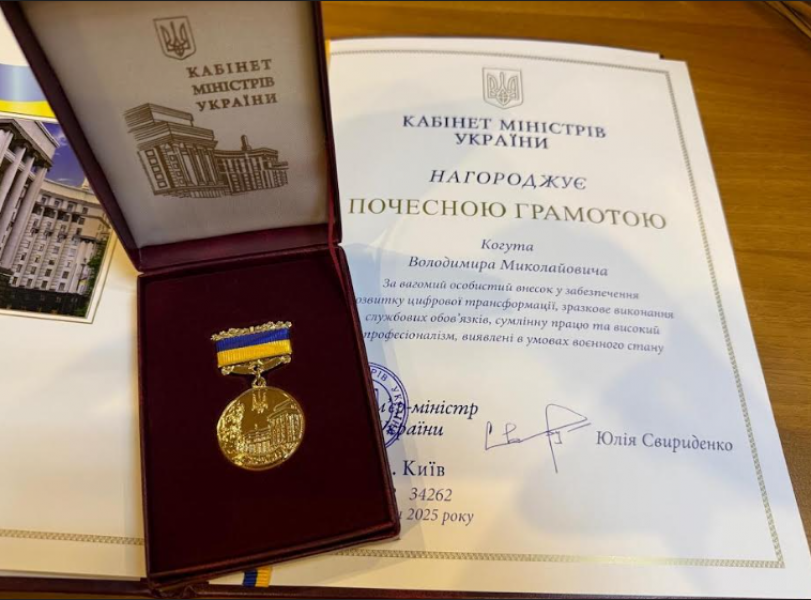 КАБІНЕТ
МІНІСТРІВ
УКРАЇНИ
КАБІНЕТ МІНІСТРІВ
УКРАЇНИ
НАГОРОДЖУЄ
ПОЧЕСНОЮ ГРАМОТОЮ
Когута
Володимира Миколайовича
За вагомий особистий внесок у забезпечення
озвитку цифрової трансформації, зразкове виконання
службових обов'язків, сумлінну працю та високий
професіоналізм, виявлені в умовах воєнного стану
м'єр-міністр
України
Юлія Свириденко
. Київ
34262
2025 року